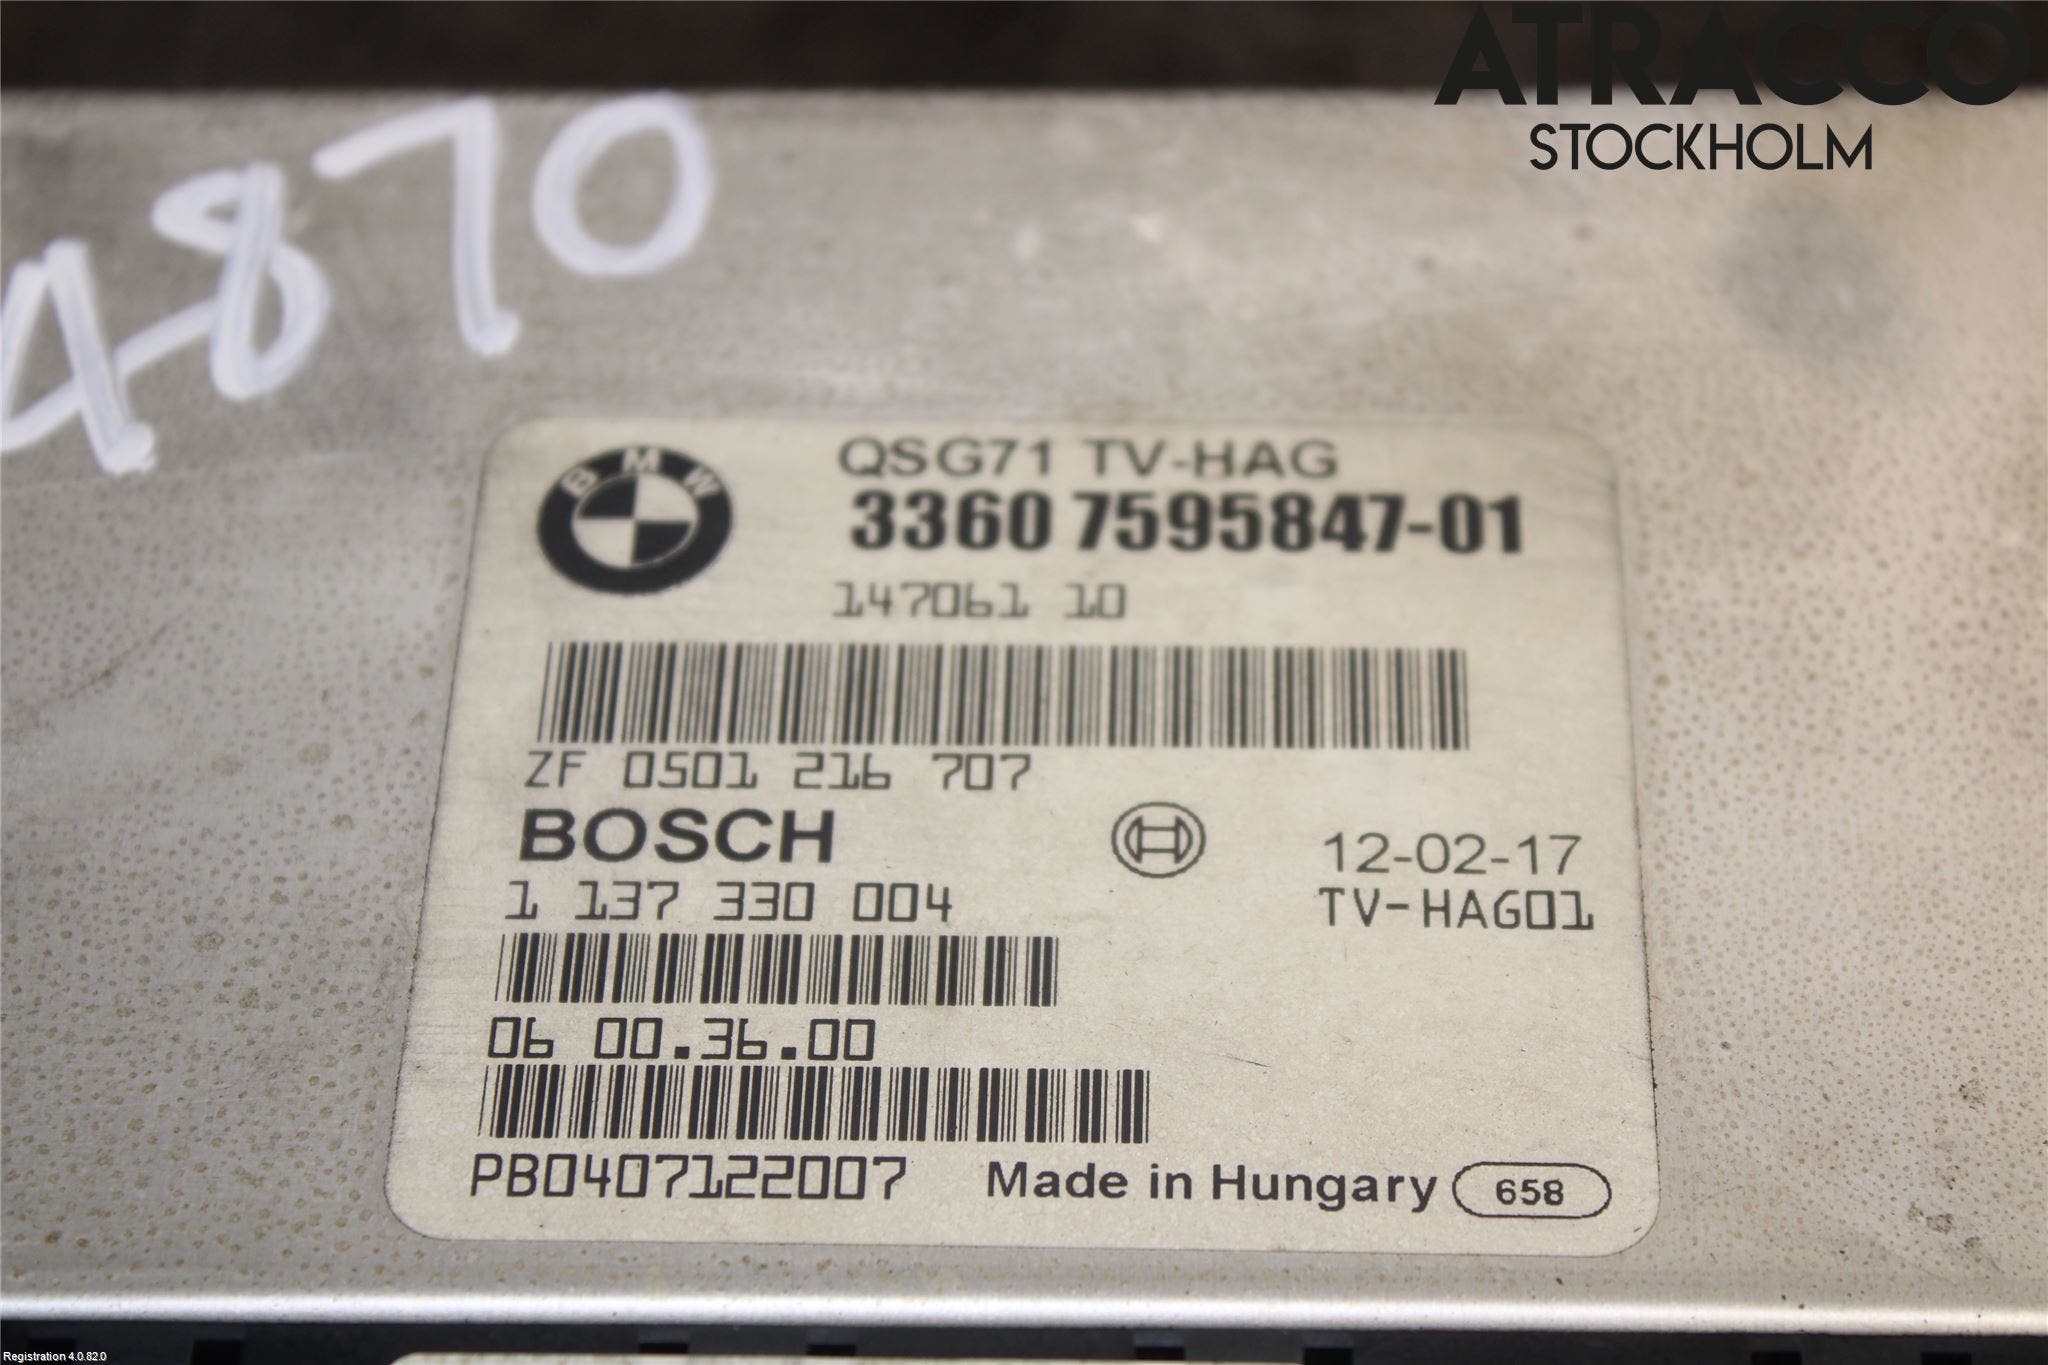 ATRACCO
STOCKHOLM
4870
BMW
QSG71 TV-HAG
3360 7595847-01
147061 10
ZF 0501 216 707
BOSCH
12-02-17
1 137 330 004
TV-HAG01
06 00.36.00
PB0407122007
Made in Hungary 658
Registration 4.0.82.0